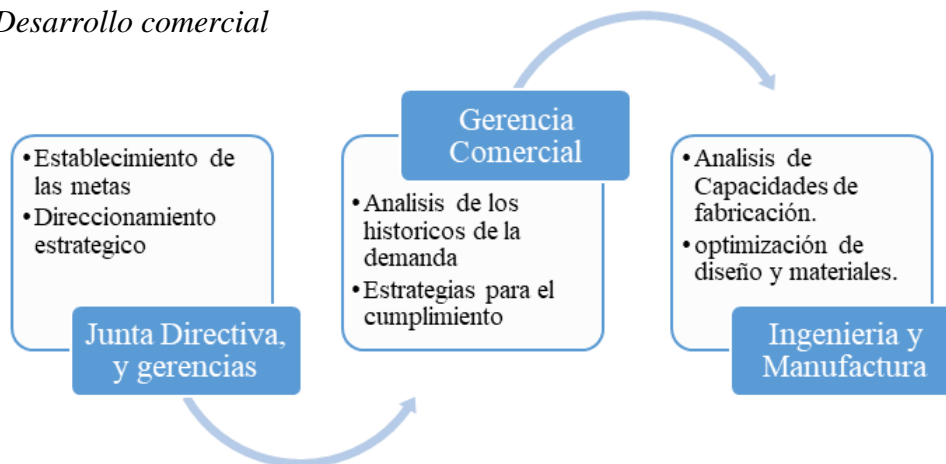 Desarrollo comercial
•Establecimiento de
las metas
•Direccionamiento
estrategico
Junta Directiva,
y gerencias
Gerencia
Comercial
•Analisis de los
historicos de la
demanda
•Estrategias para el
cumplimiento
•Analisis de
Capacidades de
fabricación.
•optimización de
diseño y materiales.
Ingenieria y
Manufactura